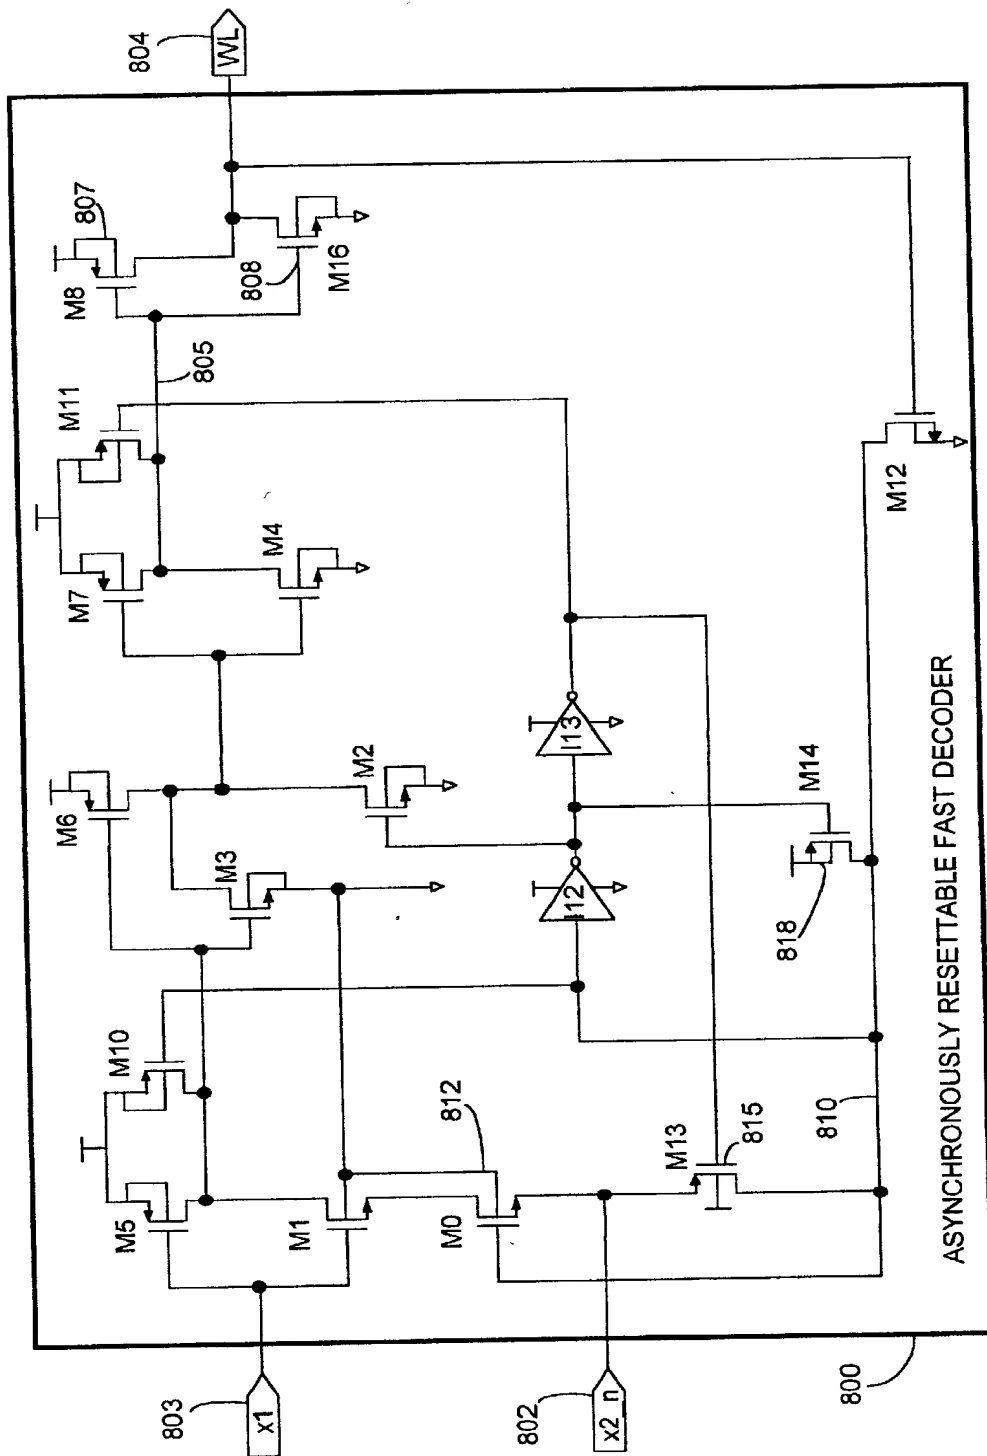 804
WL
807
M8
808
M16
805
M11
M7
M4
M6
M3
M2
I13
I12
M14
818
M12
M10
M5
812
M1
M0
M13
815
810
803
x1
802
x2_n
800
ASYNCHRONOUSLY RESETTABLE FAST DECODER